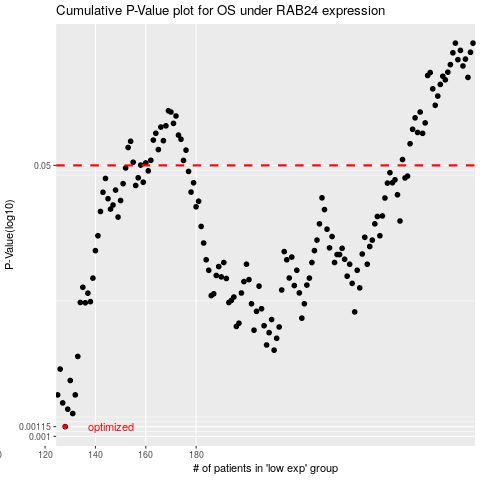 Cumulative P-Value plot for OS under RAB24 expression
P-Value(log10)
0.05
0.00115
0.001
optimized
0
120
140
160
180
# of patients in 'low exp' group